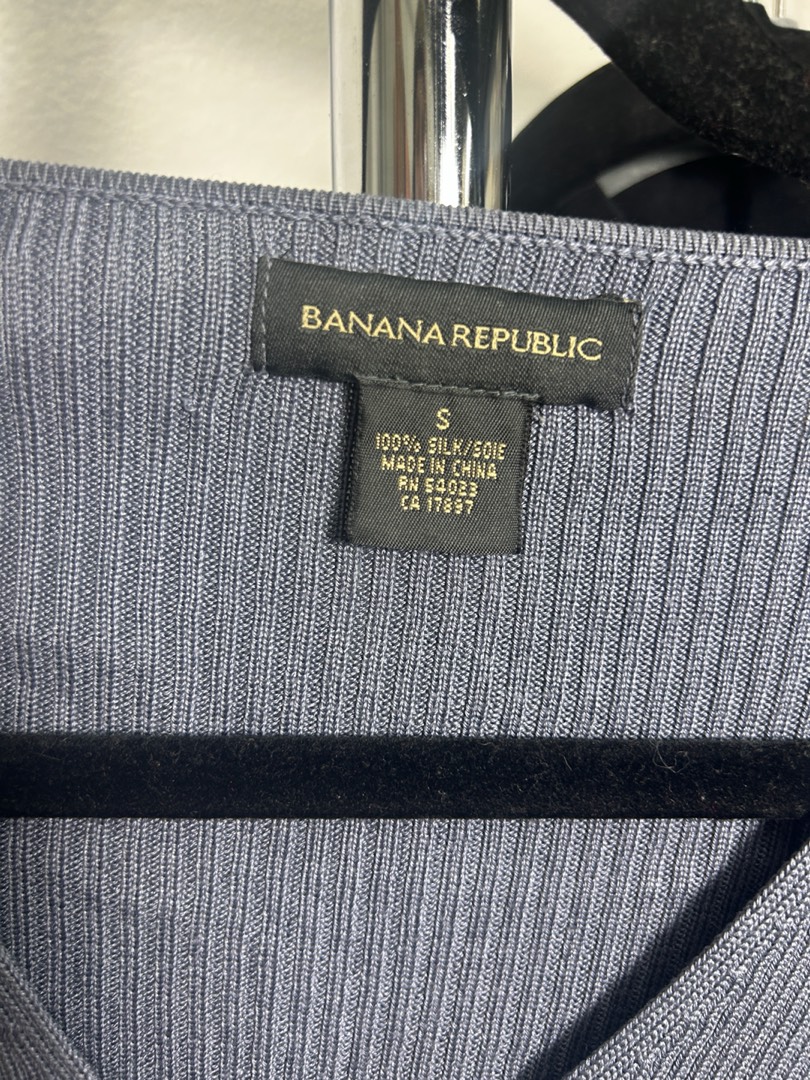 BANANA REPUBLIC
S
100% SILK/SOIE
MADE IN CHINA
RN 54023
CA 17897